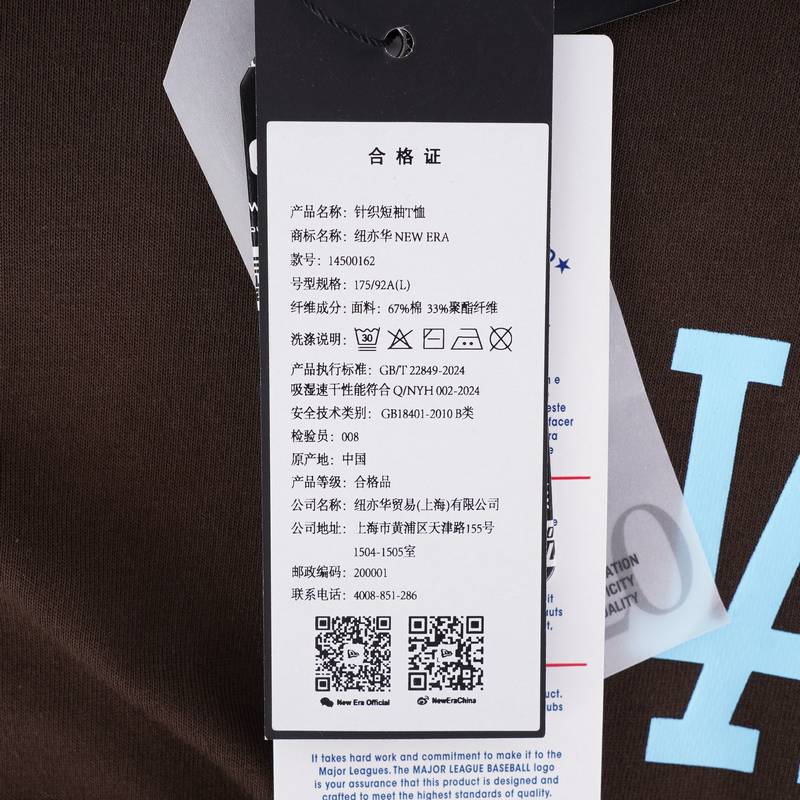 合格证
产品名称：针织短袖T恤
商标名称：纽亦华 NEW ERA
款号：14500162
号型规格：175/92A(L)
纤维成分：面料：67%棉 33%聚酯纤维
洗涤说明：
30
产品执行标准：GB/T 22849-2024
吸湿速干性能符合 Q/NYH 002-2024
安全技术类别：GB18401-2010 B类
检验员：008
原产地：中国
产品等级：合格品
公司名称：纽亦华贸易(上海)有限公司
公司地址：上海市黄浦区天津路155号
1504-1505室
邮政编码：200001
联系电话：4008-851-286
New Era Official
NewEraChina
It takes hard work and commitment to make it to the
Major Leagues. The MAJOR LEAGUE BASEBALL logo
is your assurance that this product is designed and
crafted to meet the highest standards of quality.
LA